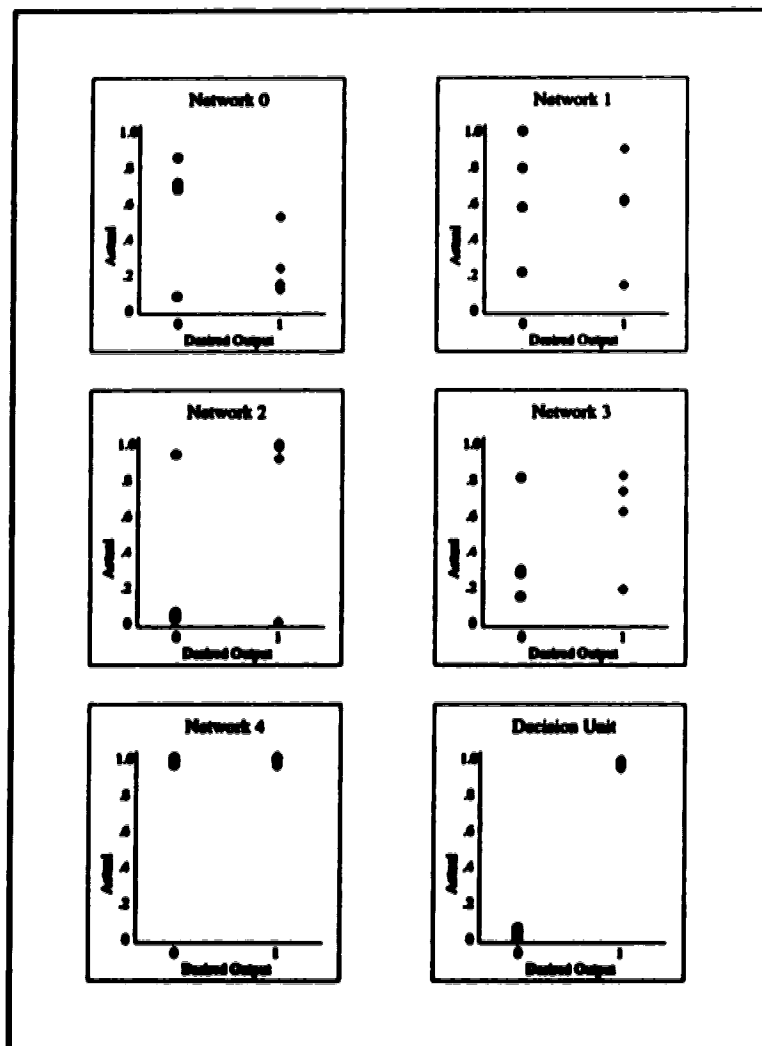 Network 0
1.0
.8
.6
.4
.2
0
Actual
0 1
Desired Output
Network 1
1.0
.8
.6
.4
.2
0
Actual
0 1
Desired Output
Network 2
1.0
.8
.6
.4
.2
0
Actual
0 1
Desired Output
Network 3
1.0
.8
.6
.4
.2
0
Actual
0 1
Desired Output
Network 4
1.0
.8
.6
.4
.2
0
Actual
0 1
Desired Output
Decision Unit
1.0
.8
.6
.4
.2
0
Actual
0 1
Desired Output